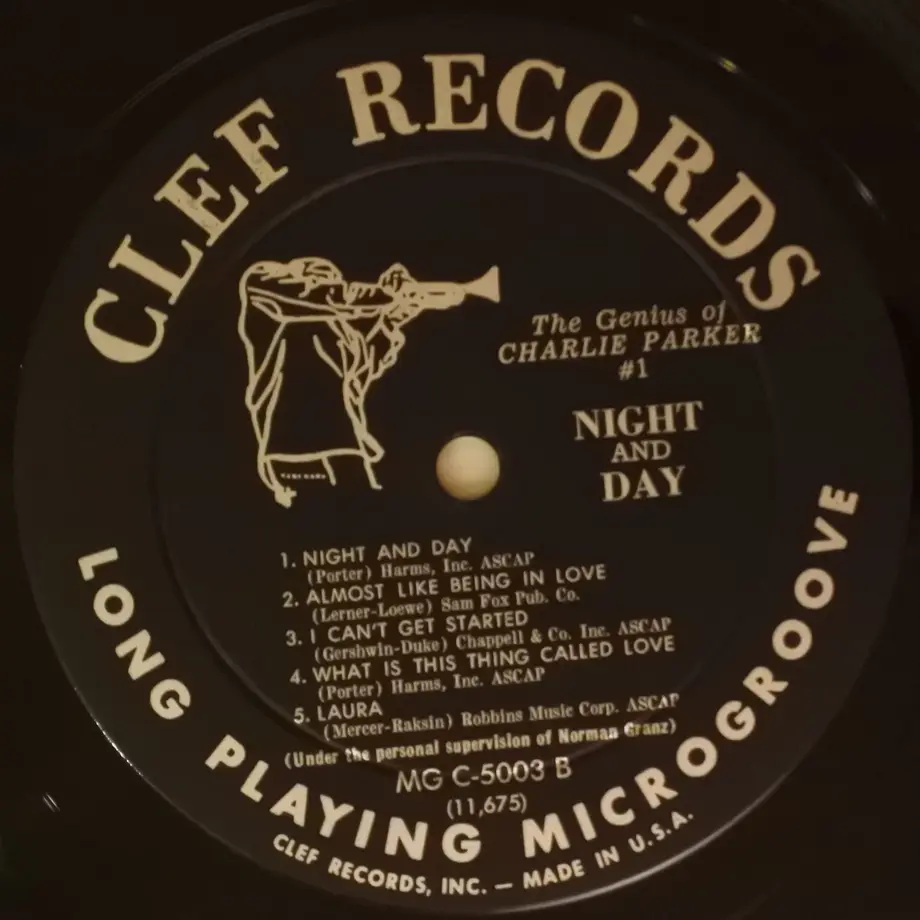 CLEF RECORDS
The Genius of
CHARLIE PARKER
#1
NIGHT
AND
DAY
1. NIGHT AND DAY
(Porter) Harms, Inc. ASCAP
2. ALMOST LIKE BEING IN LOVE
(Lerner-Loewe) Sam Fox Pub. Co.
3. I CAN'T GET STARTED
(Gershwin-Duke) Chappell & Co. Inc. ASCAP
4. WHAT IS THIS THING CALLED LOVE
(Porter) Harms, Inc. ASCAP
5. LAURA
(Mercer-Raksin) Robbins Music Corp. ASCAP
(Under the personal supervision of Norman Granz)
MG C-5003 B
(11,675)
LONG PLAYING MICROGROOVE
CLEF RECORDS, INC. — MADE IN U.S.A.